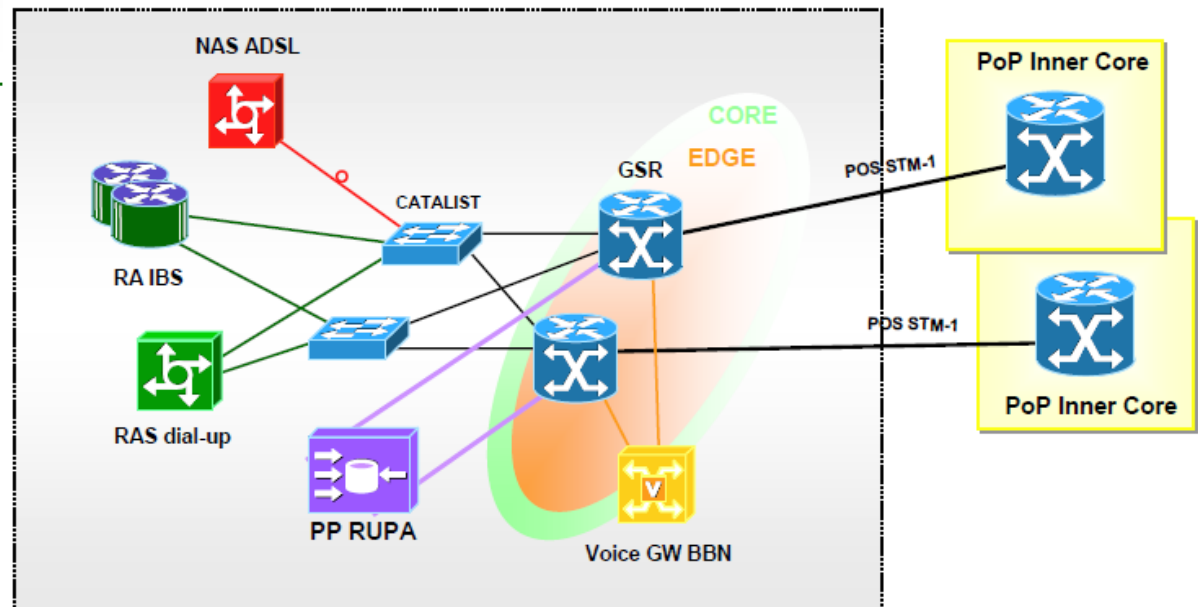 NAS ADSL
PoP Inner Core
CORE
EDGE
GSR
POS STM-1
CATALIST
RA IBS
POS STM-1
PoP Inner Core
RAS dial-up
V
PP RUPA
Voice GW BBN